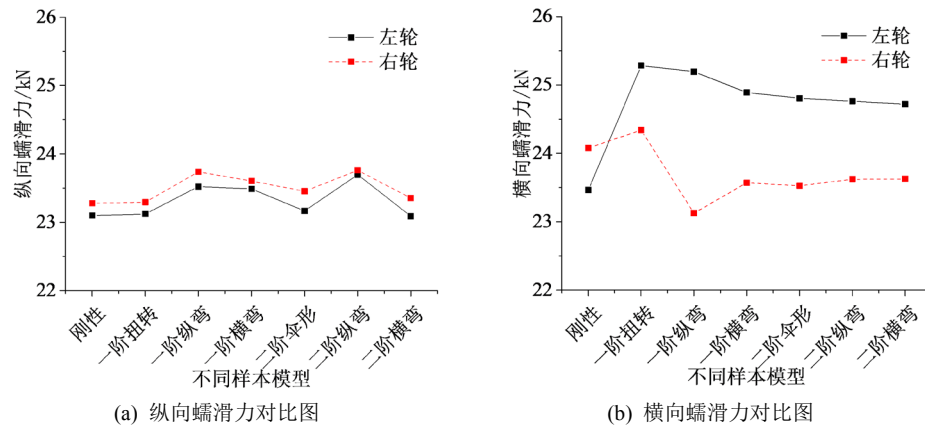 26
25
24
23
22
纵向蠕滑力/kN
左轮
右轮
刚性
一阶扭转
一阶纵弯
一阶横弯
二阶伞形
二阶纵弯
二阶横弯
不同样本模型
(a) 纵向蠕滑力对比图
26
25
24
23
22
横向蠕滑力/kN
左轮
右轮
刚性
一阶扭转
一阶纵弯
一阶横弯
二阶伞形
二阶纵弯
二阶横弯
不同样本模型
(b) 横向蠕滑力对比图